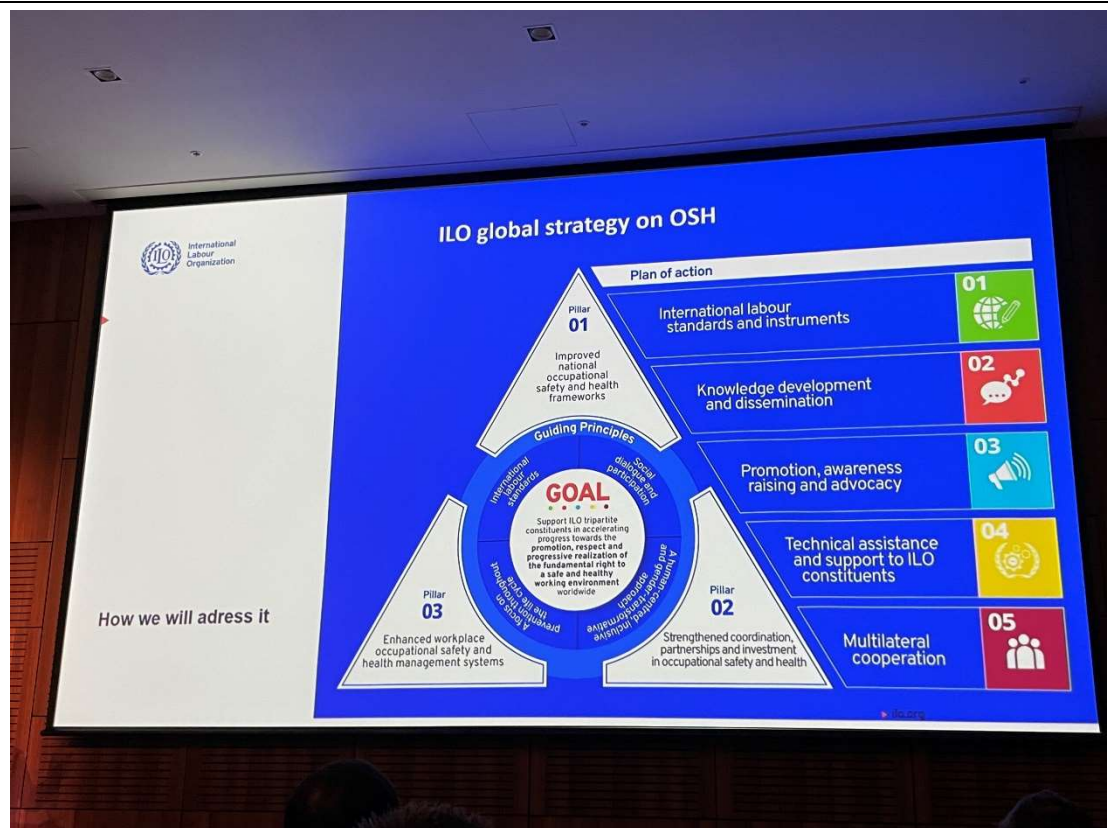 International
Labour
Organization
ILO
How we will adress it
ILO global strategy on OSH
Plan of action
Pillar
01
Improved
national
occupational
safety and health
frameworks
Guiding Principles
International
labour
standards
Social
dialogue and
participation
A human-centred, inclusive
and gender-transformative
approach
A focus on
prevention throughout
the life cycle
GOAL
Support ILO tripartite
constituents in accelerating
progress towards the
promotion, respect and
progressive realization of
the fundamental right to
a safe and healthy
working environment
worldwide
Pillar
03
Enhanced workplace
occupational safety and
health management systems
Pillar
02
Strengthened coordination,
partnerships and investment
in occupational safety and health
International labour
standards and instruments
01
Knowledge development
and dissemination
02
Promotion, awareness
raising and advocacy
03
Technical assistance
and support to ILO
constituents
04
Multilateral
cooperation
05
ilo.org